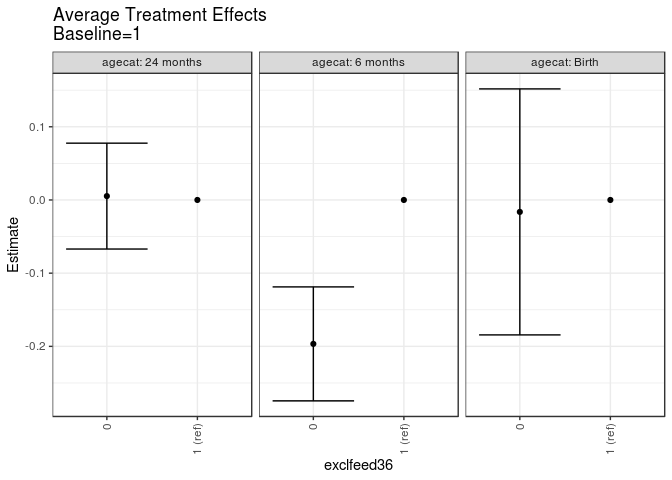 Average Treatment Effects
Baseline=1
agecat: 24 months
agecat: 6 months
agecat: Birth
Estimate
0.1
0.0
-0.1
-0.2
0
1 (ref)
0
1 (ref)
0
1 (ref)
exclfeed36